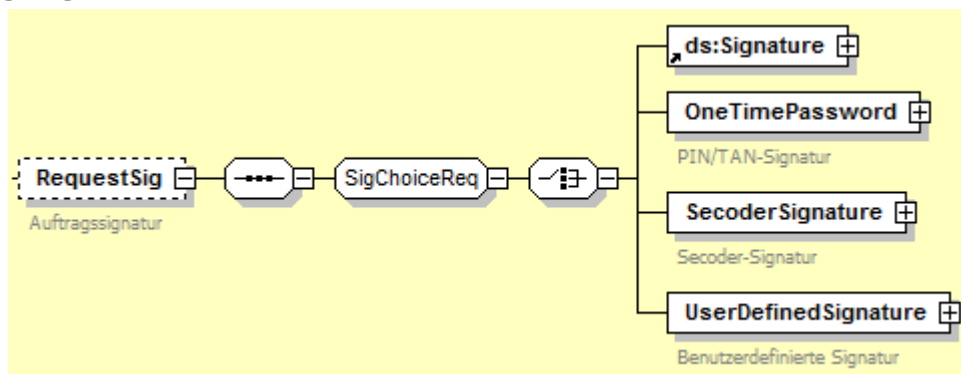 ds:Signature
OneTimePassword
PIN/TAN-Signatur
RequestSig
SigChoiceReq
Auftragssignatur
SecoderSignature
Secoder-Signatur
UserDefinedSignature
Benutzerdefinierte Signatur